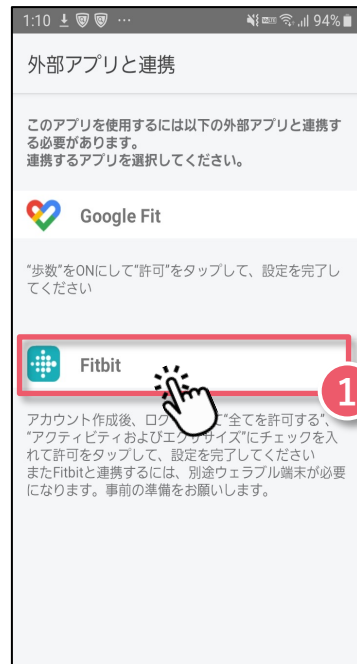 1:10 … 94%
外部アプリと連携
このアプリを使用するには以下の外部アプリと連携す
る必要があります。
連携するアプリを選択してください。
Google Fit
“歩数”をONにして“許可”をタップして、設定を完了し
てください
Fitbit
1
アカウント作成後、ログ て“全てを許可する”、
“アクティビティおよびエクササイズ”にチェックを入
れて許可をタップして、設定を完了してください
またFitbitと連携するには、別途ウェラブル端末が必要
になります。事前の準備をお願いします。